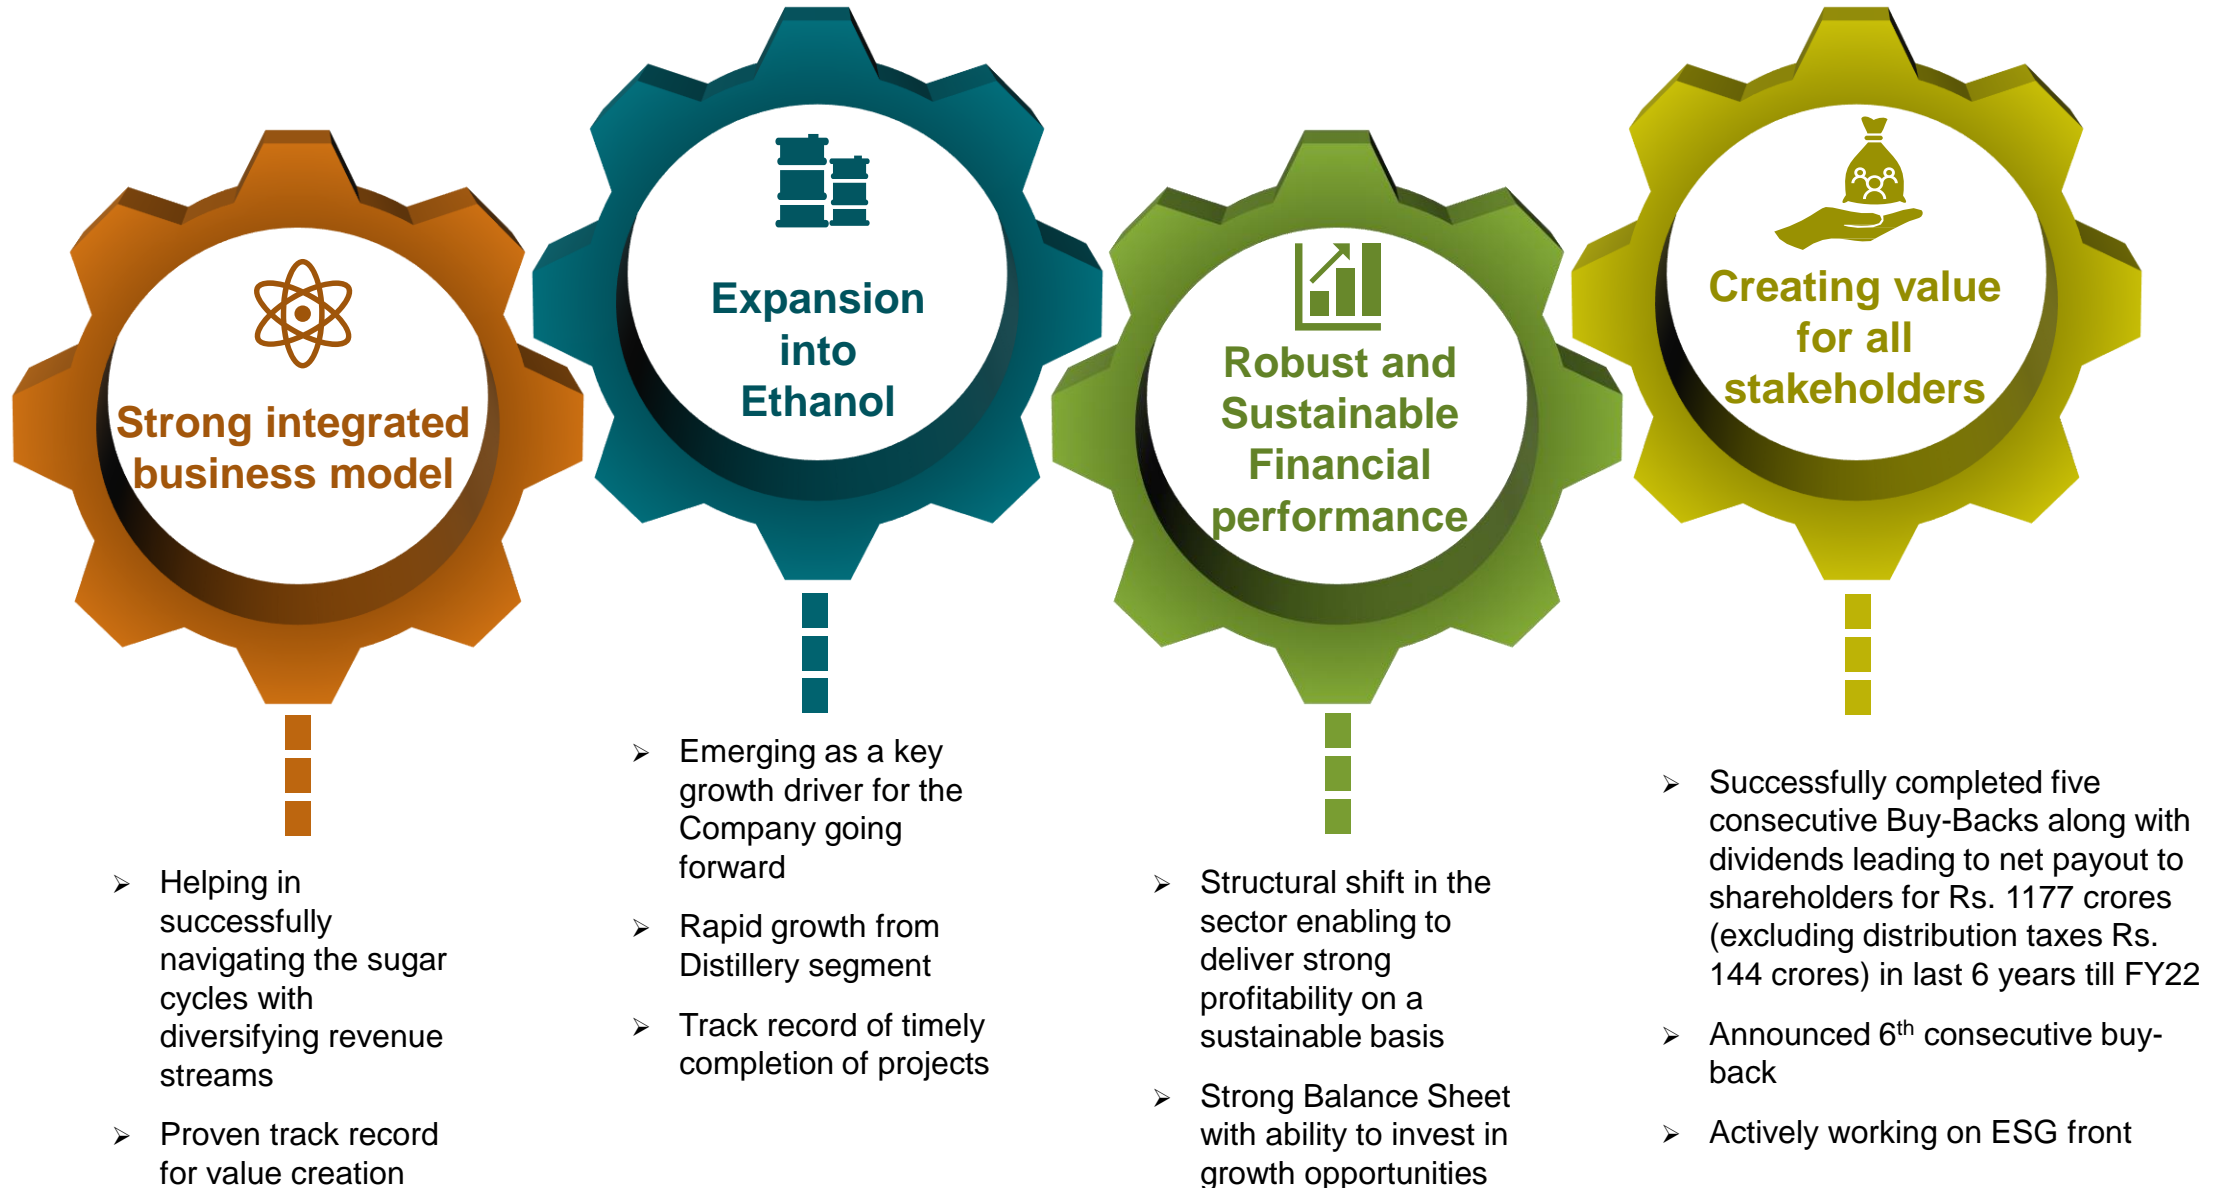 Strong integrated
business model
➢ Helping in
successfully
navigating the sugar
cycles with
diversifying revenue
streams
➢ Proven track record
for value creation
Expansion
into
Ethanol
➢ Emerging as a key
growth driver for the
Company going
forward
➢ Rapid growth from
Distillery segment
➢ Track record of timely
completion of projects
Robust and
Sustainable
Financial
performance
➢ Structural shift in the
sector enabling to
deliver strong
profitability on a
sustainable basis
➢ Strong Balance Sheet
with ability to invest in
growth opportunities
Creating value
for all
stakeholders
➢ Successfully completed five
consecutive Buy-Backs along with
dividends leading to net payout to
shareholders for Rs. 1177 crores
(excluding distribution taxes Rs.
144 crores) in last 6 years till FY22
➢ Announced 6th consecutive buy-
back
➢ Actively working on ESG front